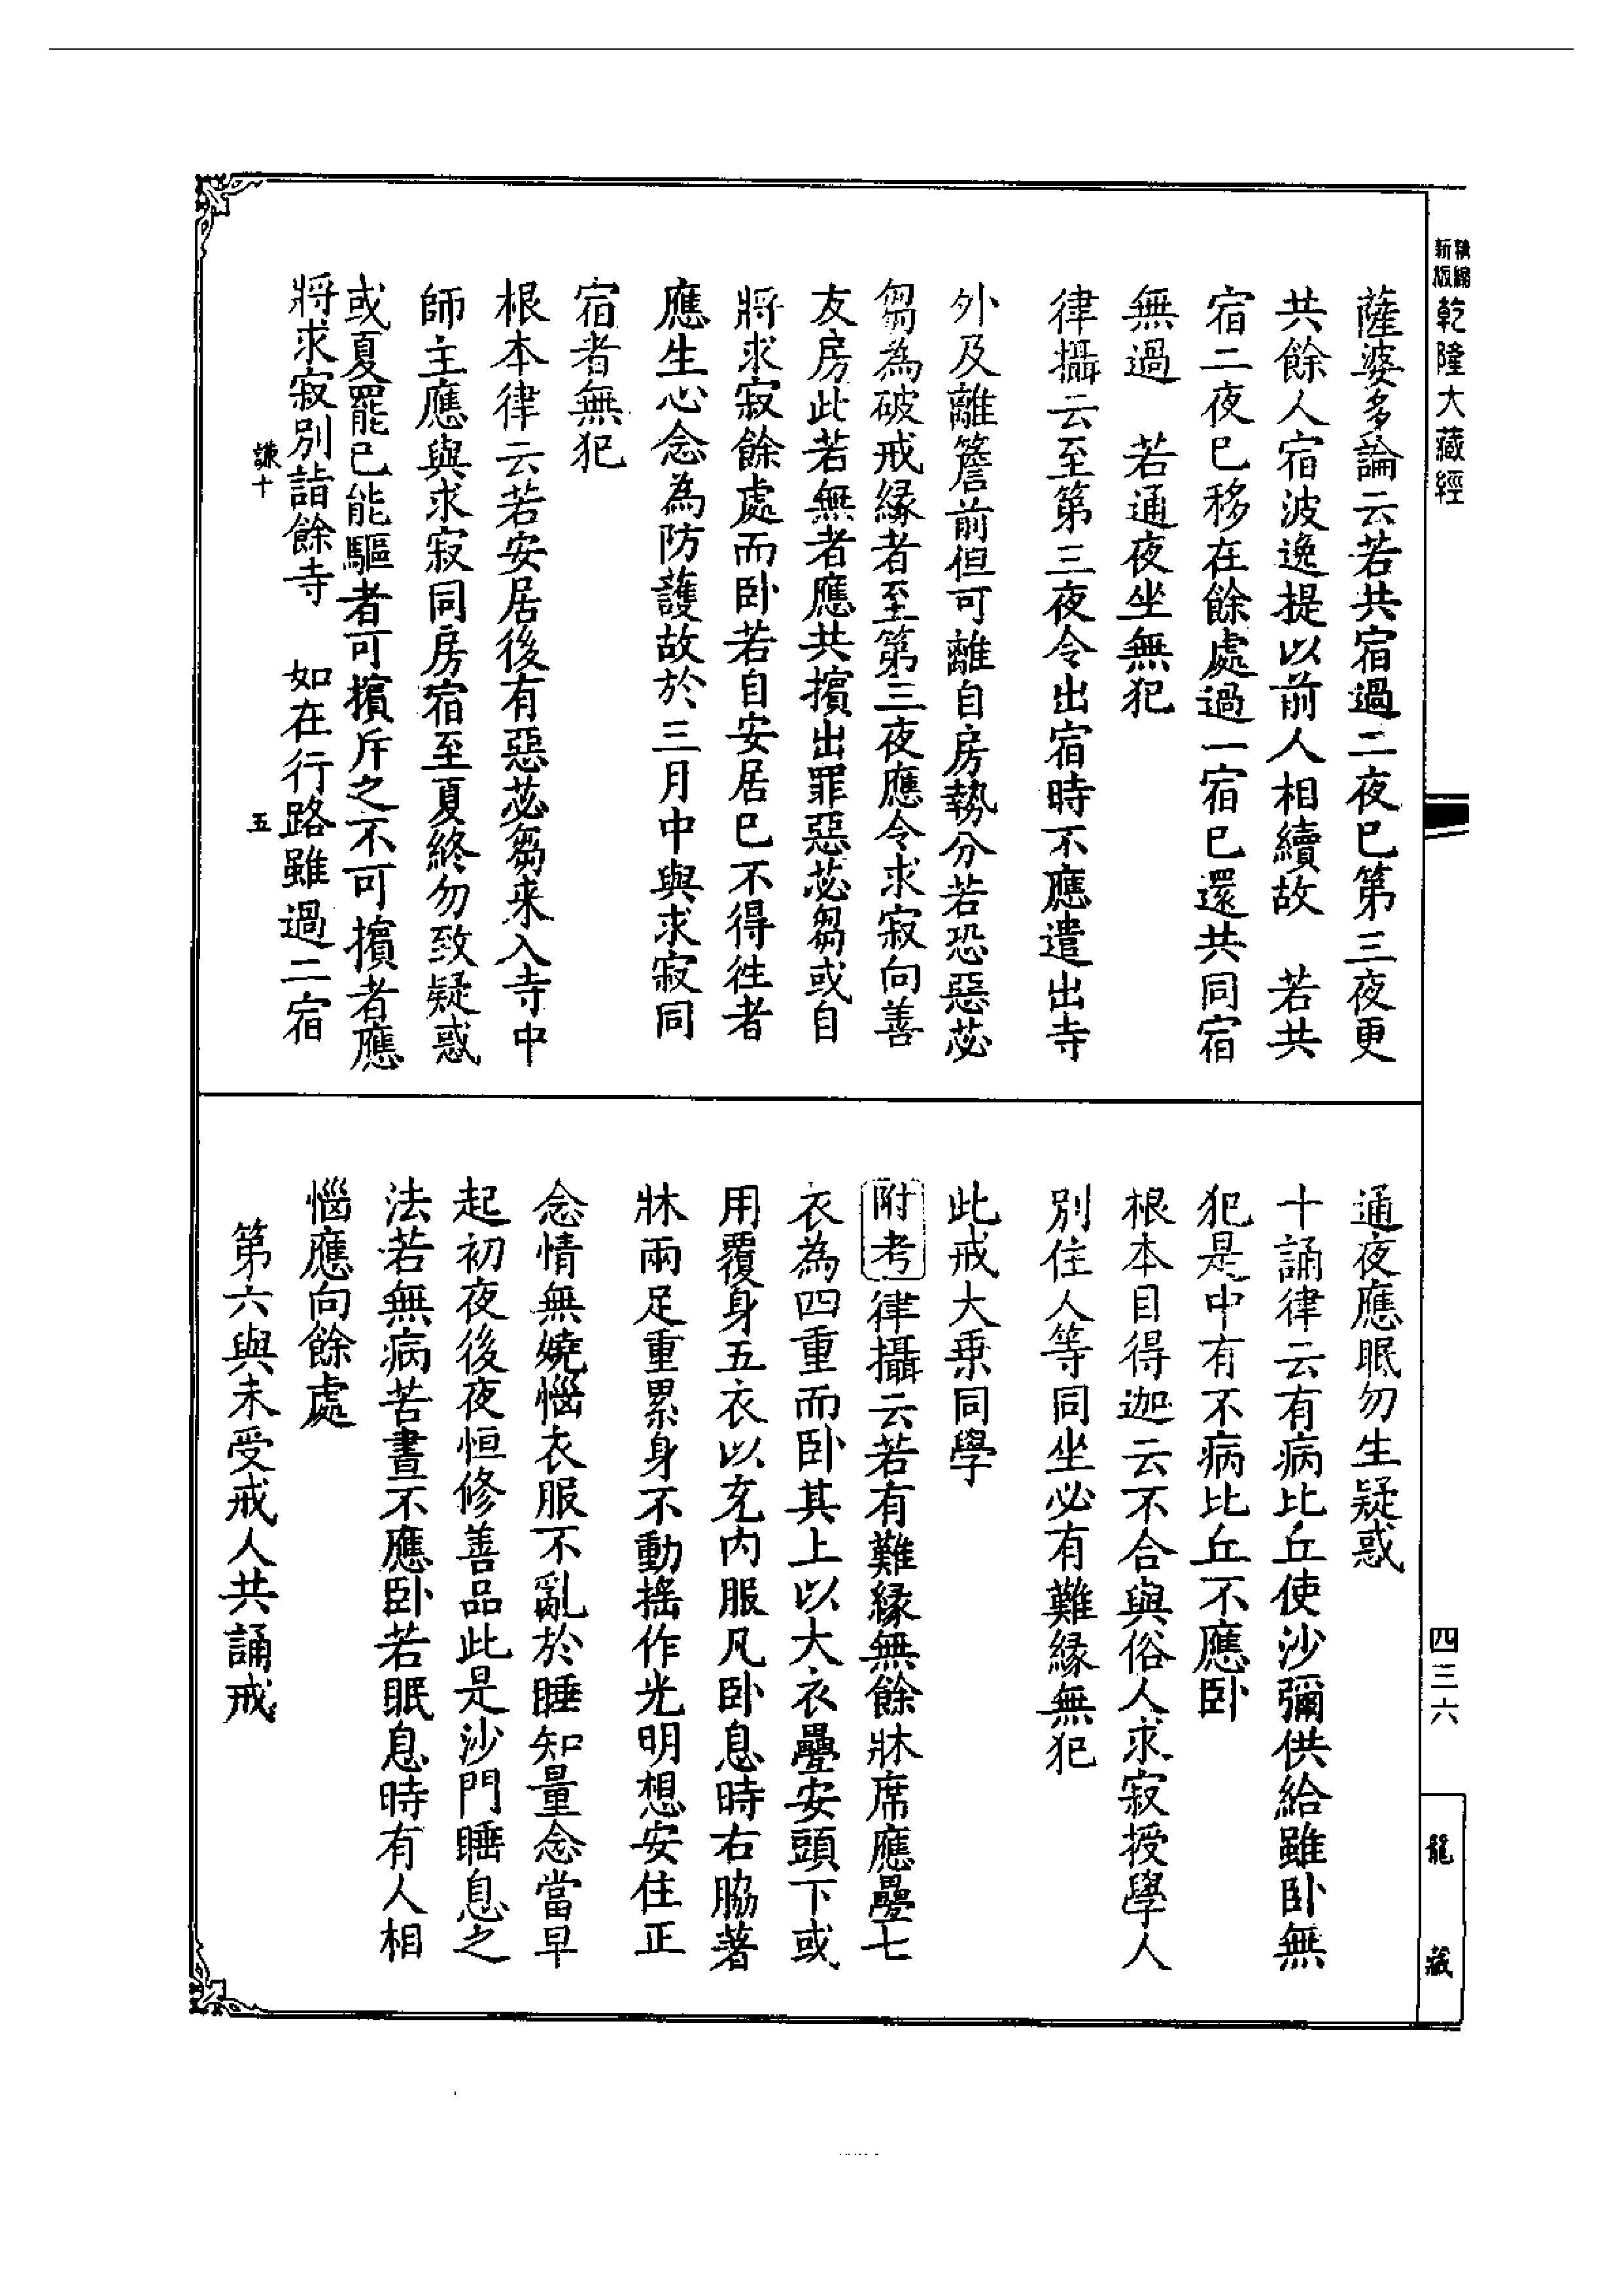 新版 精縮
乾隆大藏經
薩婆多論云若共宿過二夜已第三夜更
共餘人宿波逸提以前人相續故　若共
宿二夜已移在餘處過一宿已還共同宿
無過　若通夜坐無犯
律攝云至第三夜令出宿時不應遣出寺
外及離簷前但可離自房勢分若恐惡苾
芻為破戒緣者至第三夜應令求寂向善
友房此若無者應共擯出罪惡苾芻或自
將求寂餘處而卧若自安居已不得徃者
應生心念為防護故於三月中與求寂同
宿者無犯
根本律云若安居後有惡苾芻来入寺中
師主應與求寂同房宿至夏終勿致疑惑
或夏罷已能驅者可擯斥之不可擯者應
將求寂別詣餘寺　如在行路雖過二宿
謙十　五
通夜應眠勿生疑惑
十誦律云有病比丘使沙彌供給雖卧無
犯是中有不病比丘不應卧
根本目得迦云不合與俗人求寂授學人
別住人等同坐必有難緣無犯
此戒大乗同學
附考律攝云若有難緣無餘牀席應疊七
衣為四重而卧其上以大衣疊安頭下或
用覆身五衣以充内服凡卧息時右脇著
牀兩足重累身不動搖作光明想安住正
念情無嬈惱衣服不亂於睡知量念當早
起初夜後夜恒修善品此是沙門睡息之
法若無病苦晝不應卧若眠息時有人相
惱應向餘處
第六與未受戒人共誦戒
四三六
龍藏